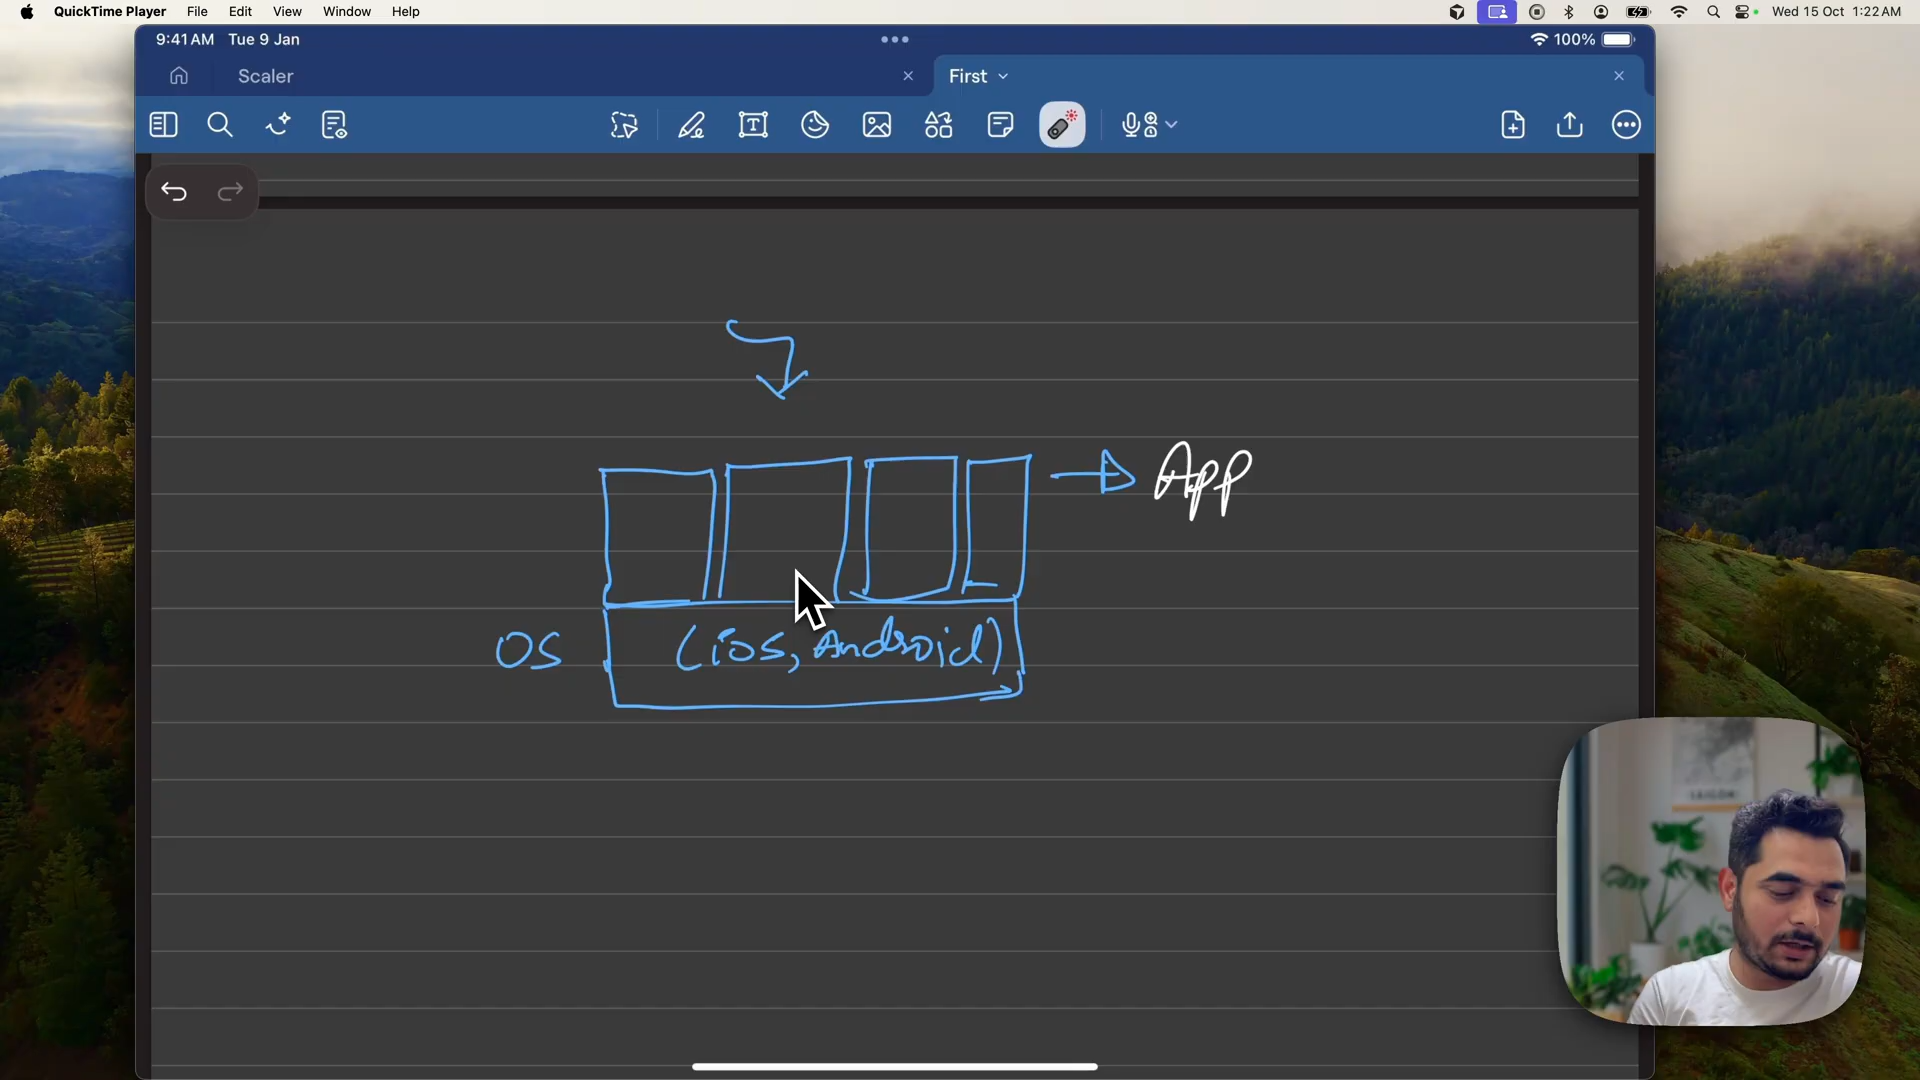 QuickTime Player File Edit View Window Help Wed 15 Oct 1:22 AM
9:41 AM Tue 9 Jan 100%
Scaler First
App
OS (ios, Android)